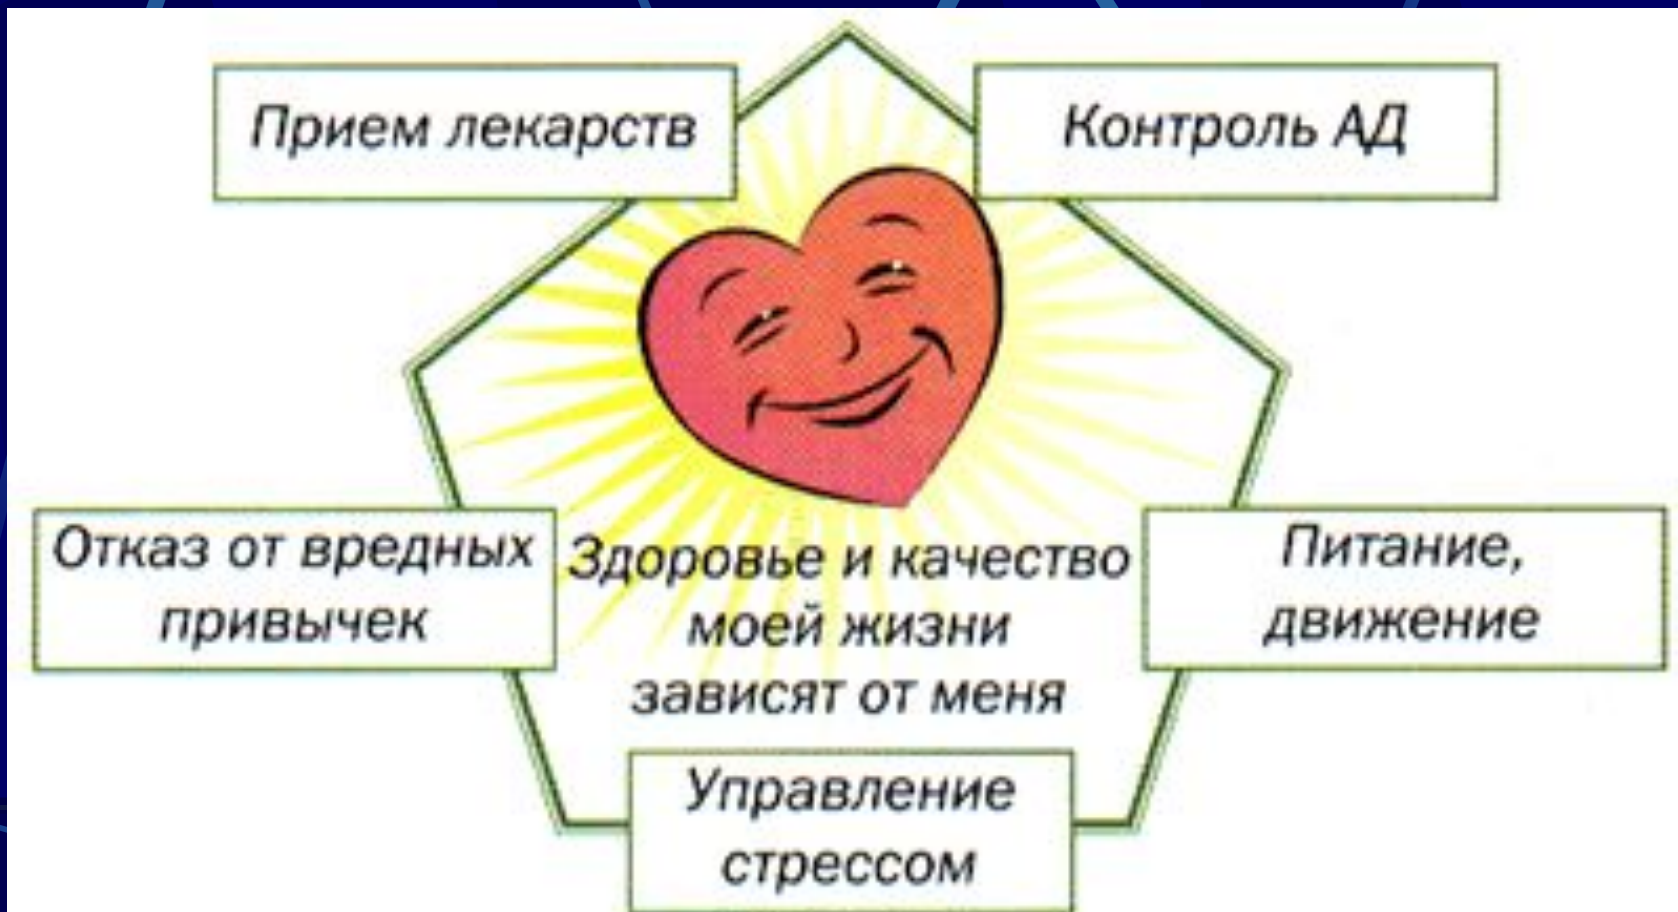 Прием лекарств
Контроль АД
Отказ от вредных
привычек
Здоровье и качество
моей жизни
зависят от меня
Питание,
движение
Управление
стрессом